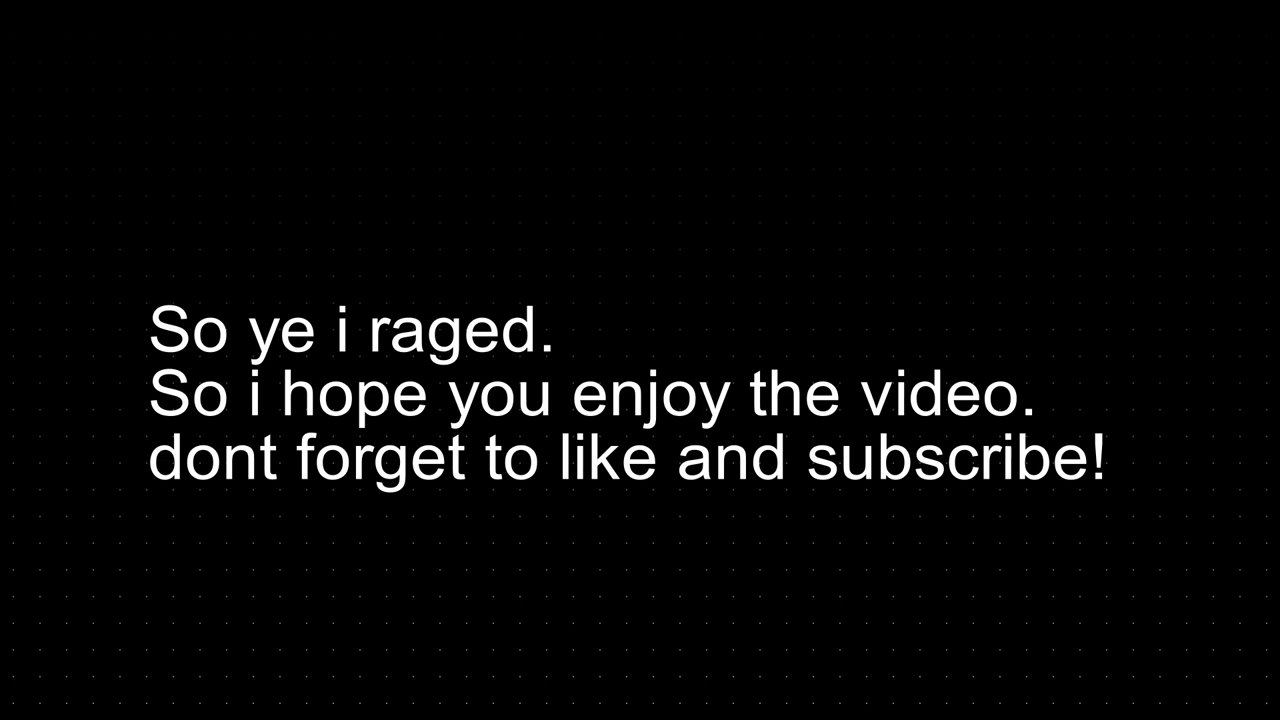 So ye i raged.
So i hope you enjoy the video.
dont forget to like and subscribe!